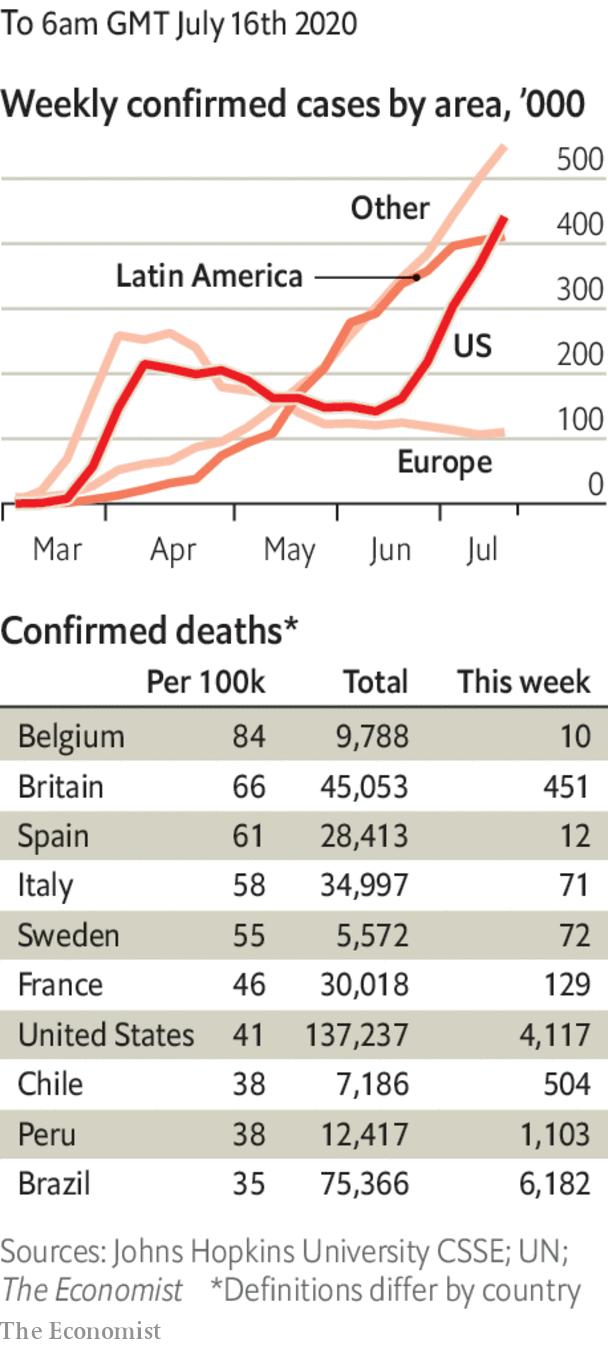 To 6am GMT July 16th 2020
Weekly confirmed cases by area, ’000
500
Other
400
Latin America
300
US
200
100
Europe
0
Mar Apr May Jun Jul
Confirmed deaths*
Per 100k Total This week
Belgium 84 9,788 10
Britain 66 45,053 451
Spain 61 28,413 12
Italy 58 34,997 71
Sweden 55 5,572 72
France 46 30,018 129
United States 41 137,237 4,117
Chile 38 7,186 504
Peru 38 12,417 1,103
Brazil 35 75,366 6,182
Sources: Johns Hopkins University CSSE; UN;
The Economist *Definitions differ by country
The Economist